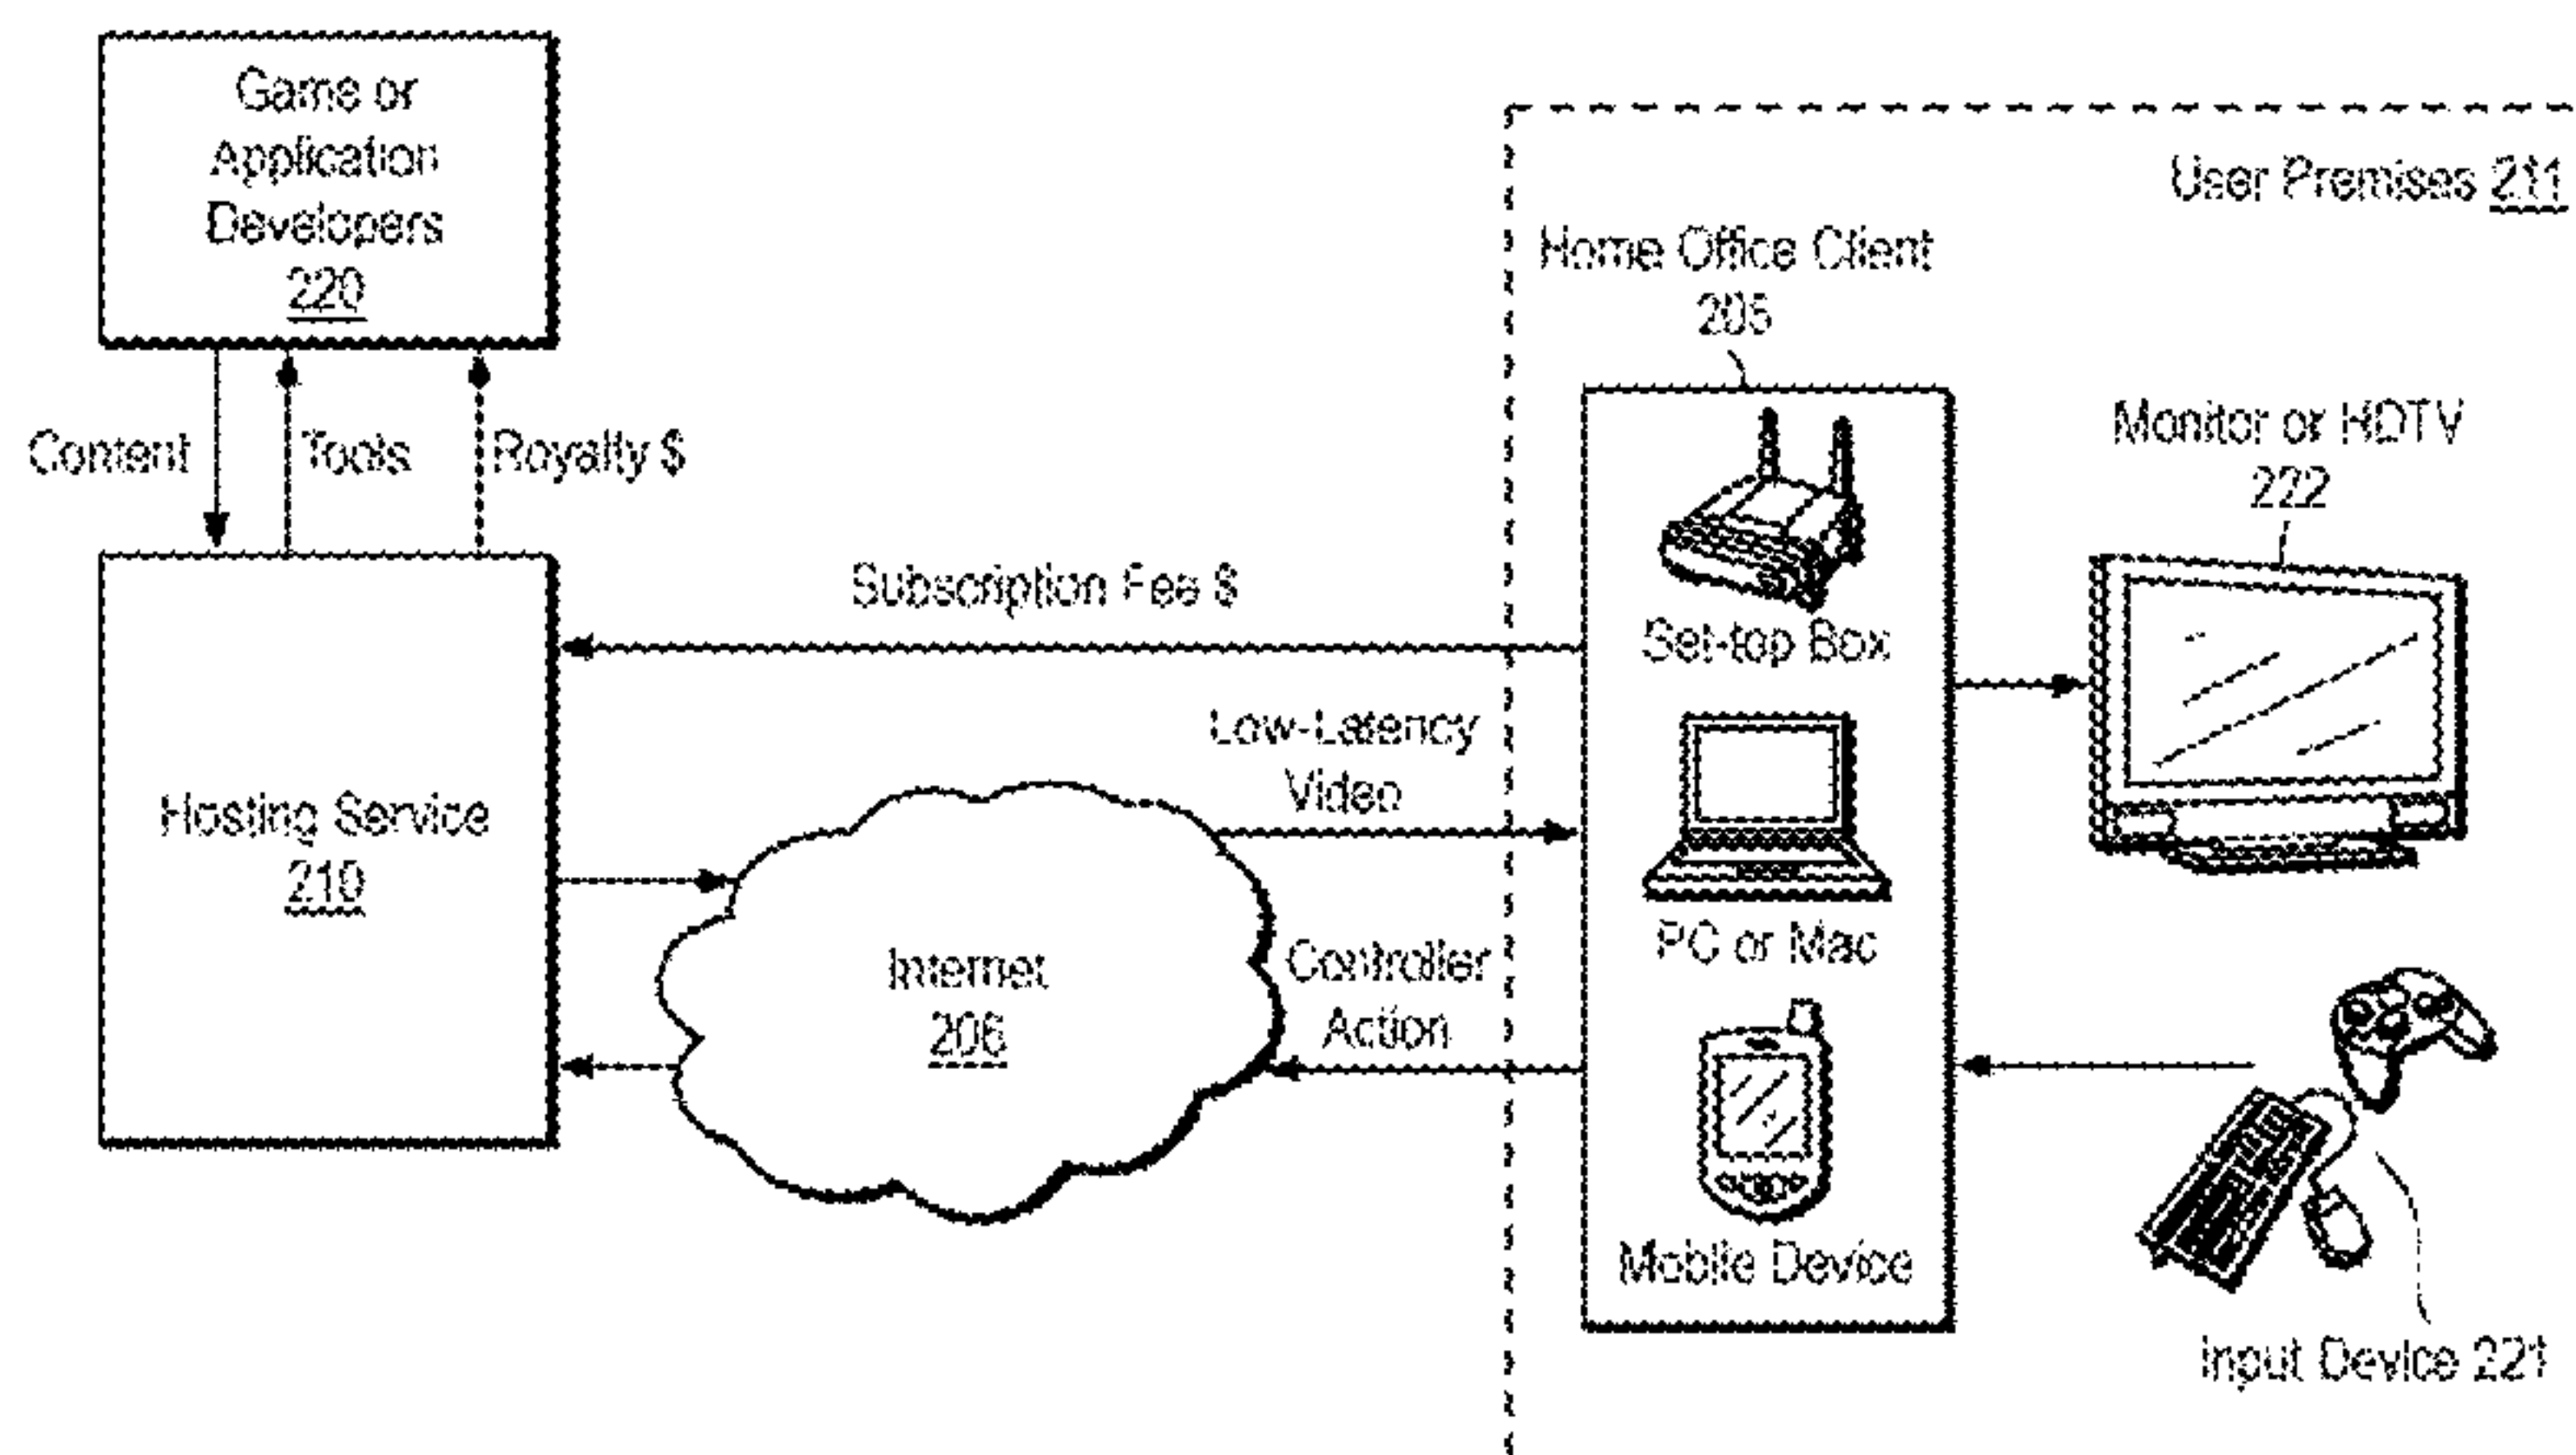 Game or
Application
Developers
220
User Premises 211
Home Office Client
205
Content
Tools
Royalty $
Monitor or HDTV
222
Subscription Fee $
Set-top Box
Low-Latency
Video
Hosting Service
210
PC or Mac
Internet
206
Controller
Action
Mobile Device
Input Device 221